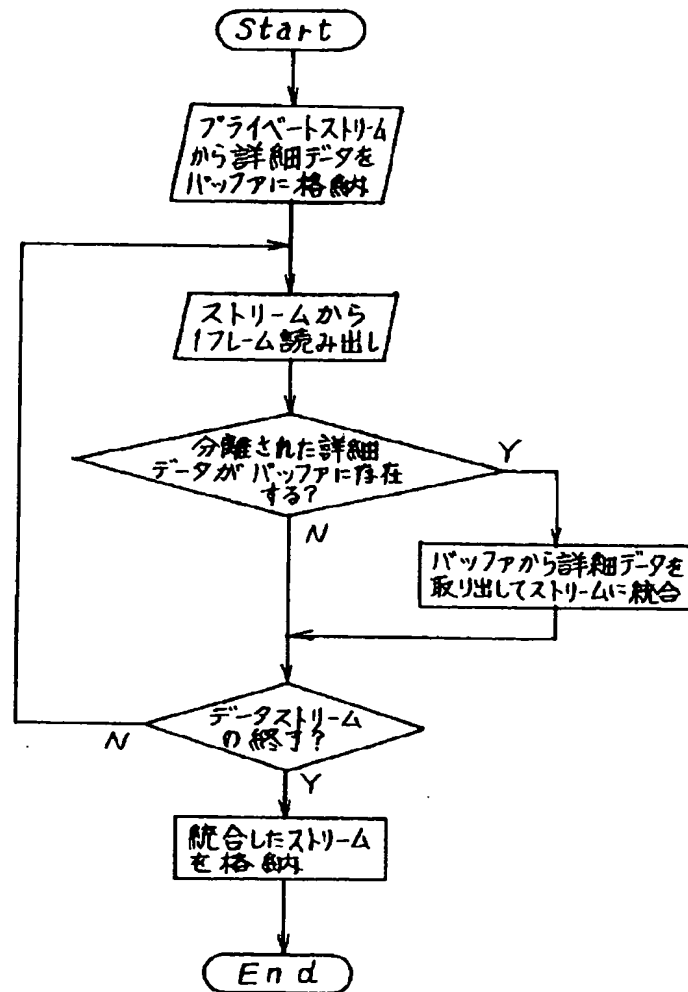 Start
プライベートストリーム
から詳細データを
バッファに格納
ストリームから
1フレーム読み出し
分離された詳細
データがバッファに存在
する?
Y
N
バッファから詳細データを
取り出してストリームに統合
データストリーム
の終了?
N
Y
統合したストリーム
を格納
End